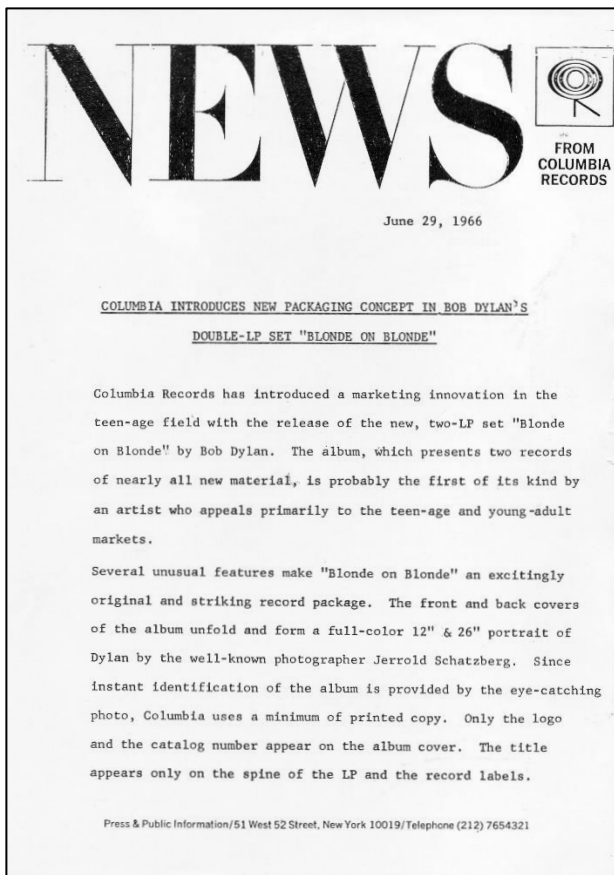 NEWS
FROM
COLUMBIA
RECORDS
June 29, 1966
COLUMBIA INTRODUCES NEW PACKAGING CONCEPT IN BOB DYLAN'S
DOUBLE-LP SET "BLONDE ON BLONDE"
Columbia Records has introduced a marketing innovation in the
teen-age field with the release of the new, two-LP set "Blonde
on Blonde" by Bob Dylan. The album, which presents two records
of nearly all new material, is probably the first of its kind by
an artist who appeals primarily to the teen-age and young-adult
markets.
Several unusual features make "Blonde on Blonde" an excitingly
original and striking record package. The front and back covers
of the album unfold and form a full-color 12" & 26" portrait of
Dylan by the well-known photographer Jerrold Schatzberg. Since
instant identification of the album is provided by the eye-catching
photo, Columbia uses a minimum of printed copy. Only the logo
and the catalog number appear on the album cover. The title
appears only on the spine of the LP and the record labels.
Press & Public Information/51 West 52 Street, New York 10019/Telephone (212) 7654321